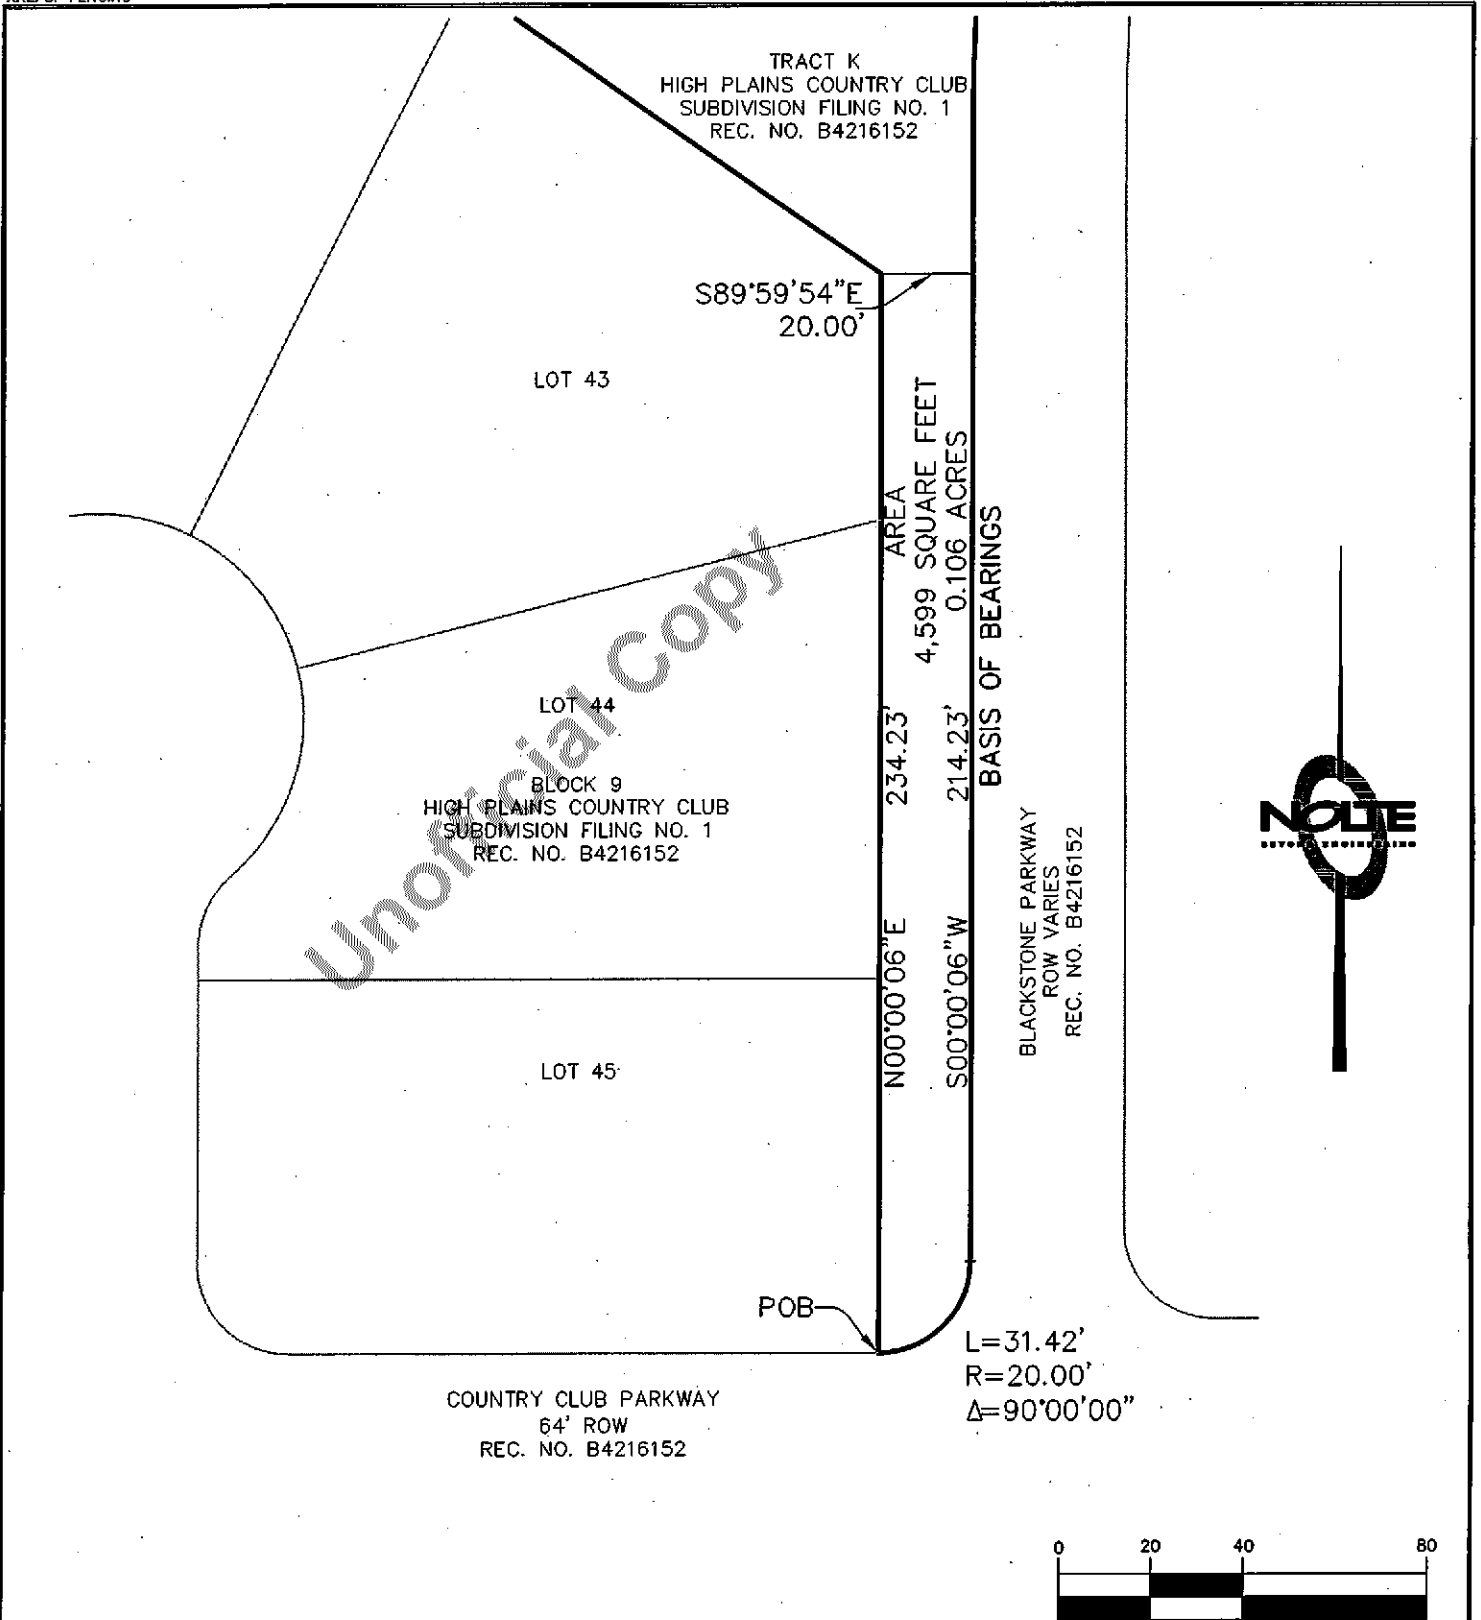 TRACT K
HIGH PLAINS COUNTRY CLUB
SUBDIVISION FILING NO. 1
REC. NO. B4216152
S89°59'54"E
20.00'
LOT 43
AREA
4,599 SQUARE FEET
0.106 ACRES
BASIS OF BEARINGS
LOT 44
BLOCK 9
HIGH PLAINS COUNTRY CLUB
SUBDIVISION FILING NO. 1
REC. NO. B4216152
Unofficial Copy
N00°00'06"E 234.23'
S00°00'06"W 214.23'
BLACKSTONE PARKWAY
ROW VARIES
REC. NO. B4216152
NOLTE
BEYOND ENGINEERING
LOT 45
POB
L=31.42'
R=20.00'
Δ=90°00'00"
COUNTRY CLUB PARKWAY
64' ROW
REC. NO. B4216152
0 20 40 80